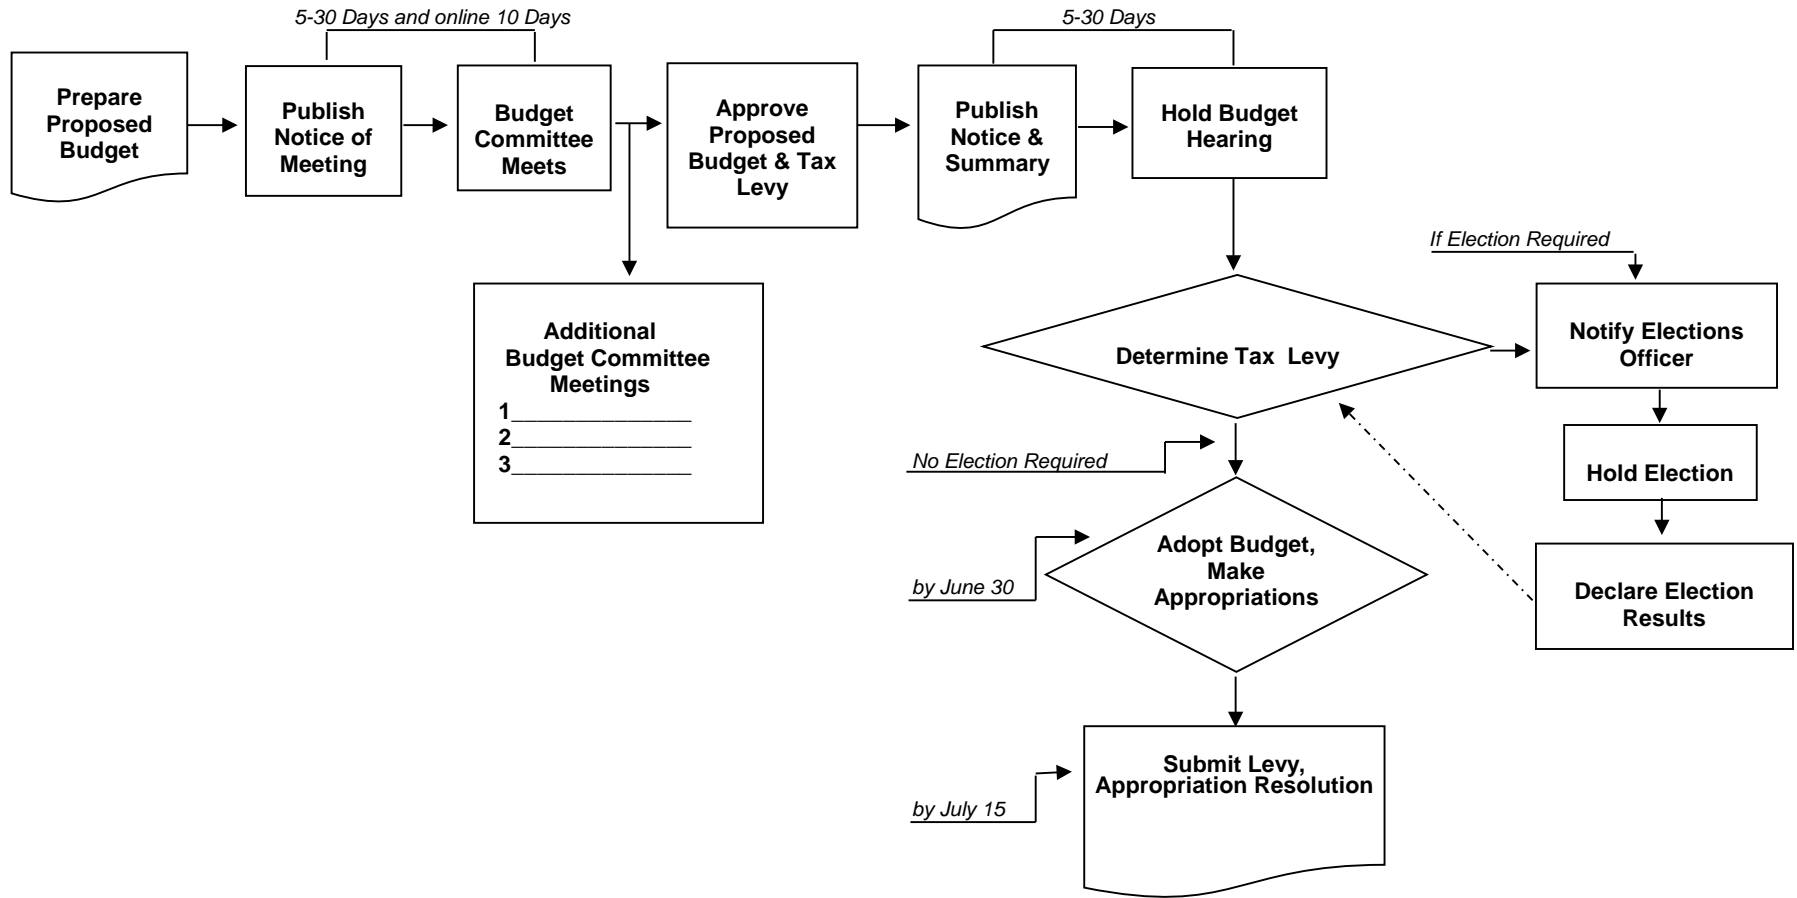 5-30 Days and online 10 Days
5-30 Days
Prepare
Proposed
Budget
Publish
Notice of
Meeting
Budget
Committee
Meets
Approve
Proposed
Budget & Tax
Levy
Publish
Notice &
Summary
Hold Budget
Hearing
If Election Required
Additional
Budget Committee
Meetings
1_______________
2_______________
3_______________
Determine Tax  Levy
Notify Elections
Officer
No Election Required
Hold Election
by June 30
Adopt Budget,
Make
Appropriations
Declare Election
Results
Submit Levy,
Appropriation Resolution
by July 15